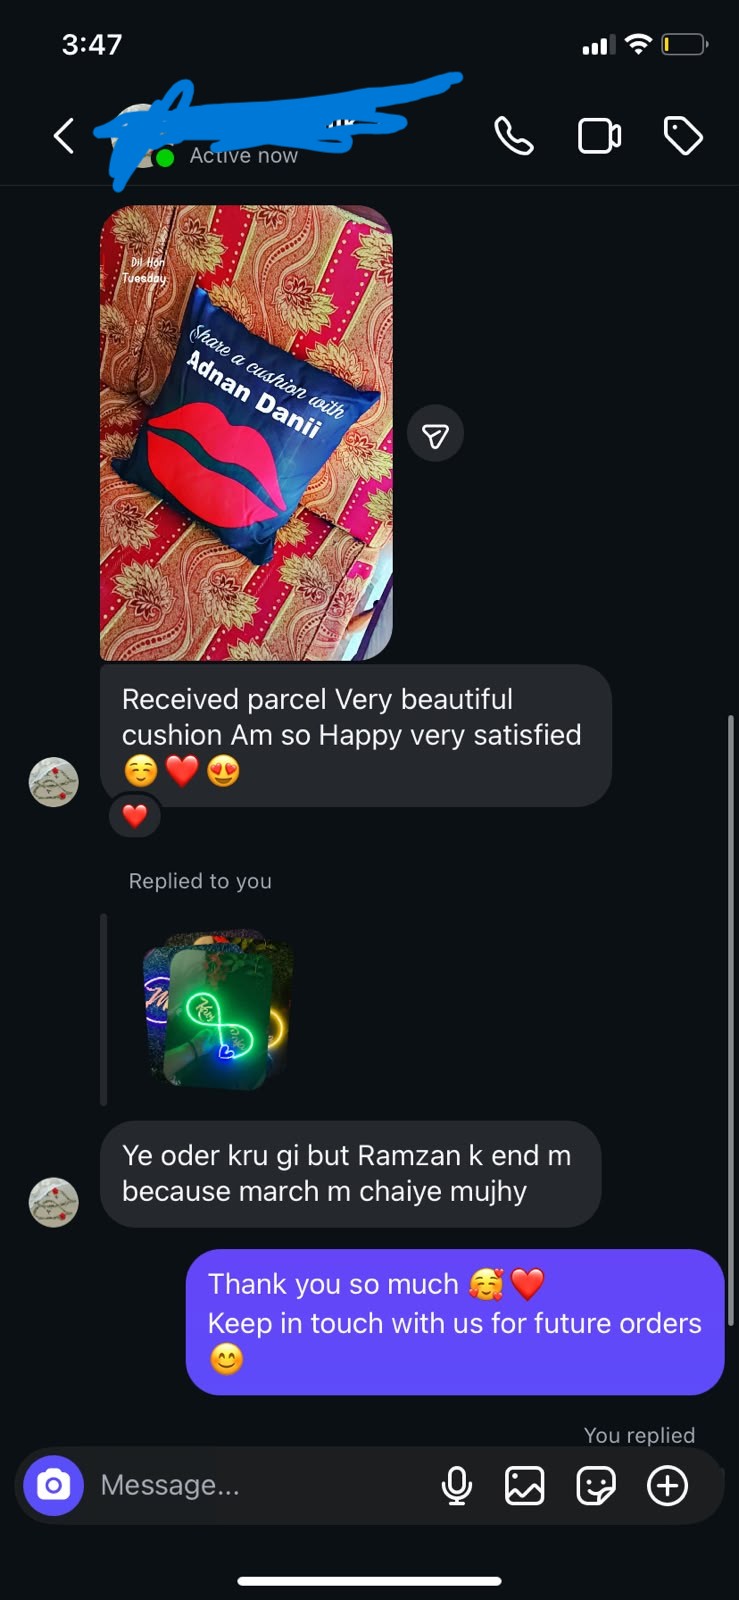 3:47
Active now
Dil Hon
Tuesday
Share a cushion with
Adnan Danii
Received parcel Very beautiful
cushion Am so Happy very satisfied
☺️❤️😍
❤️
Replied to you
Ye oder kru gi but Ramzan k end m
because march m chaiye mujhy
Thank you so much 🥰❤️
Keep in touch with us for future orders
😊
You replied
Message...